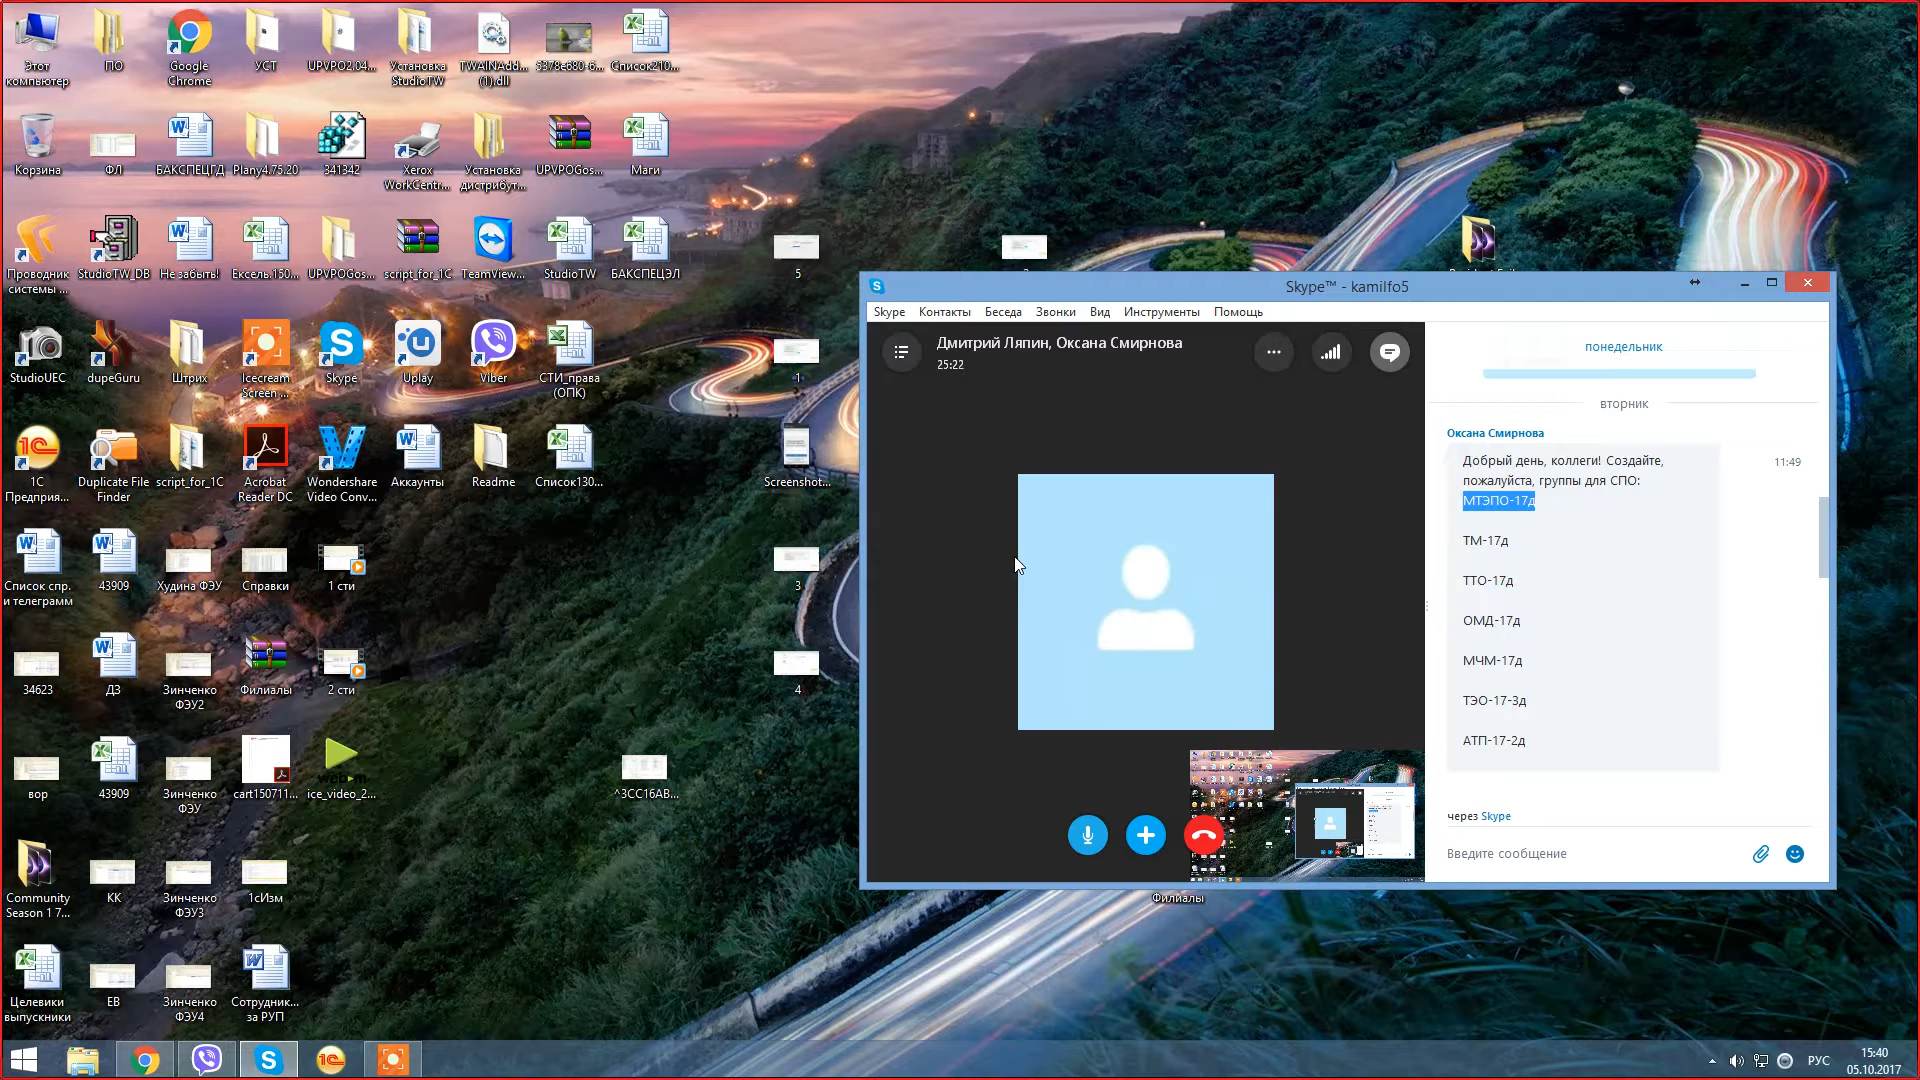 Этот компьютер
ПО
Google Chrome
УСТ
UPVPO2.04...
Установка StudioTW
TWAINAdd... (1).dll
5378e680-6...
Список210...
Корзина
ФЛ
БАКСПЕЦГД
Plany4.75.20
341342
Xerox WorkCentr...
Установка дистрибут...
UPVPOGos...
Маги
Проводник системы ...
StudioTW_DB
Не забыть!
Ексель.150...
UPVPOGos...
script_for_1C
TeamView...
StudioTW
БАКСПЕЦЭЛ
5
StudioUEC
dupeGuru
Штрих
Icecream Screen ...
Skype
Uplay
Viber
СТИ_права (ОПК)
1
1С Предприя...
Duplicate File Finder
script_for_1C
Acrobat Reader DC
Wondershare Video Conv...
Аккаунты
Readme
Список130...
Screenshot...
Список спр. и телеграмм
43909
Худина ФЭУ
Справки
1 сти
3
34623
ДЗ
Зинченко ФЭУ2
Филиалы
2 сти
4
вор
43909
Зинченко ФЭУ
cart150711...
ice_video_2...
^3CC16AB...
Community Season 1 7...
КК
Зинченко ФЭУ3
1сИзм
Филиалы
Целевики выпускники
ЕВ
Зинченко ФЭУ4
Сотрудник... за РУП
Skype™ - kamilfo5
Skype Контакты Беседа Звонки Вид Инструменты Помощь
Дмитрий Ляпин, Оксана Смирнова
25:22
понедельник
вторник
Оксана Смирнова
Добрый день, коллеги! Создайте,
11:49
пожалуйста, группы для СПО:
МТЭПО-17д
ТМ-17д
ТТО-17д
ОМД-17д
МЧМ-17д
ТЭО-17-3д
АТП-17-2д
через Skype
Введите сообщение
РУС
15:40
05.10.2017